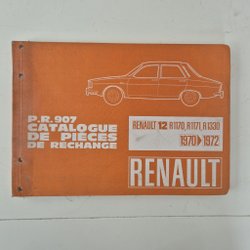 P.R.907
CATALOGUE
DE PIÈCES
DE RECHANGE
RENAULT 12 R1170, R1171, R1330
1970▶1972
RENAULT